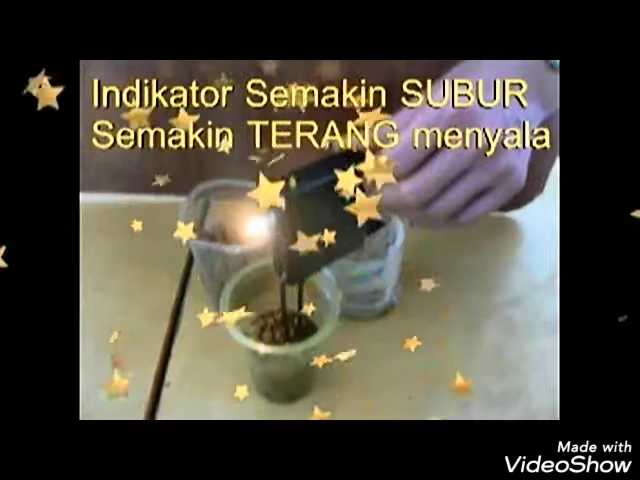 Indikator Semakin SUBUR
Semakin TERANG menyala
Made with
VideoShow